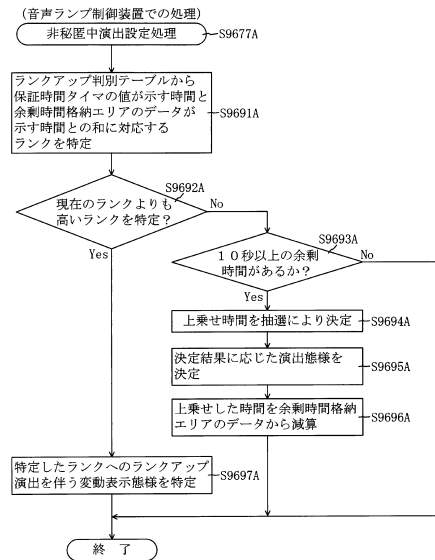 (音声ランプ制御装置での処理)
非秘匿中演出設定処理
S9677A
ランクアップ判別テーブルから
保証時間タイマの値が示す時間と
余剰時間格納エリアのデータが
示す時間との和に対応する
ランクを特定
S9691A
S9692A
現在のランクよりも
高いランクを特定?
No
Yes
S9693A
10秒以上の余剰
時間があるか?
No
Yes
上乗せ時間を抽選により決定
S9694A
決定結果に応じた演出態様を
決定
S9695A
上乗せした時間を余剰時間格納
エリアのデータから減算
S9696A
特定したランクへのランクアップ
演出を伴う変動表示態様を特定
S9697A
終了